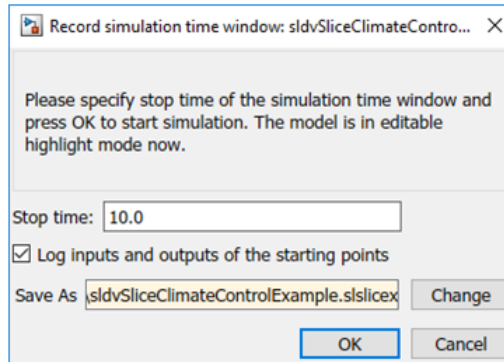 Record simulation time window: sldvSliceClimateContro...
Please specify stop time of the simulation time window and
press OK to start simulation. The model is in editable
highlight mode now.
Stop time: 10.0
Log inputs and outputs of the starting points
Save As \sldvSliceClimateControlExample.slslicex Change
OK Cancel